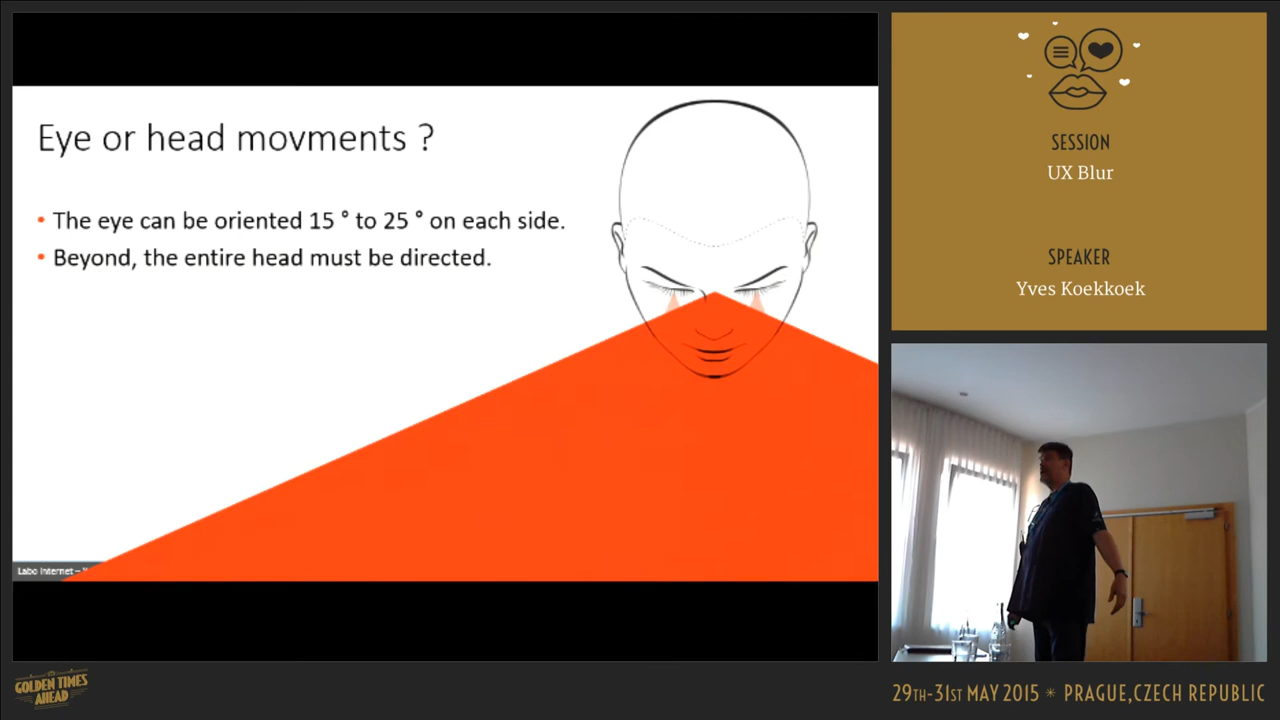 Eye or head movments ?
• The eye can be oriented 15 ° to 25 ° on each side.
• Beyond, the entire head must be directed.
Labo Internet –
SESSION
UX Blur
SPEAKER
Yves Koekkoek
GOLDEN TIMES
AHEAD
29TH-31ST MAY 2015 * PRAGUE,CZECH REPUBLIC